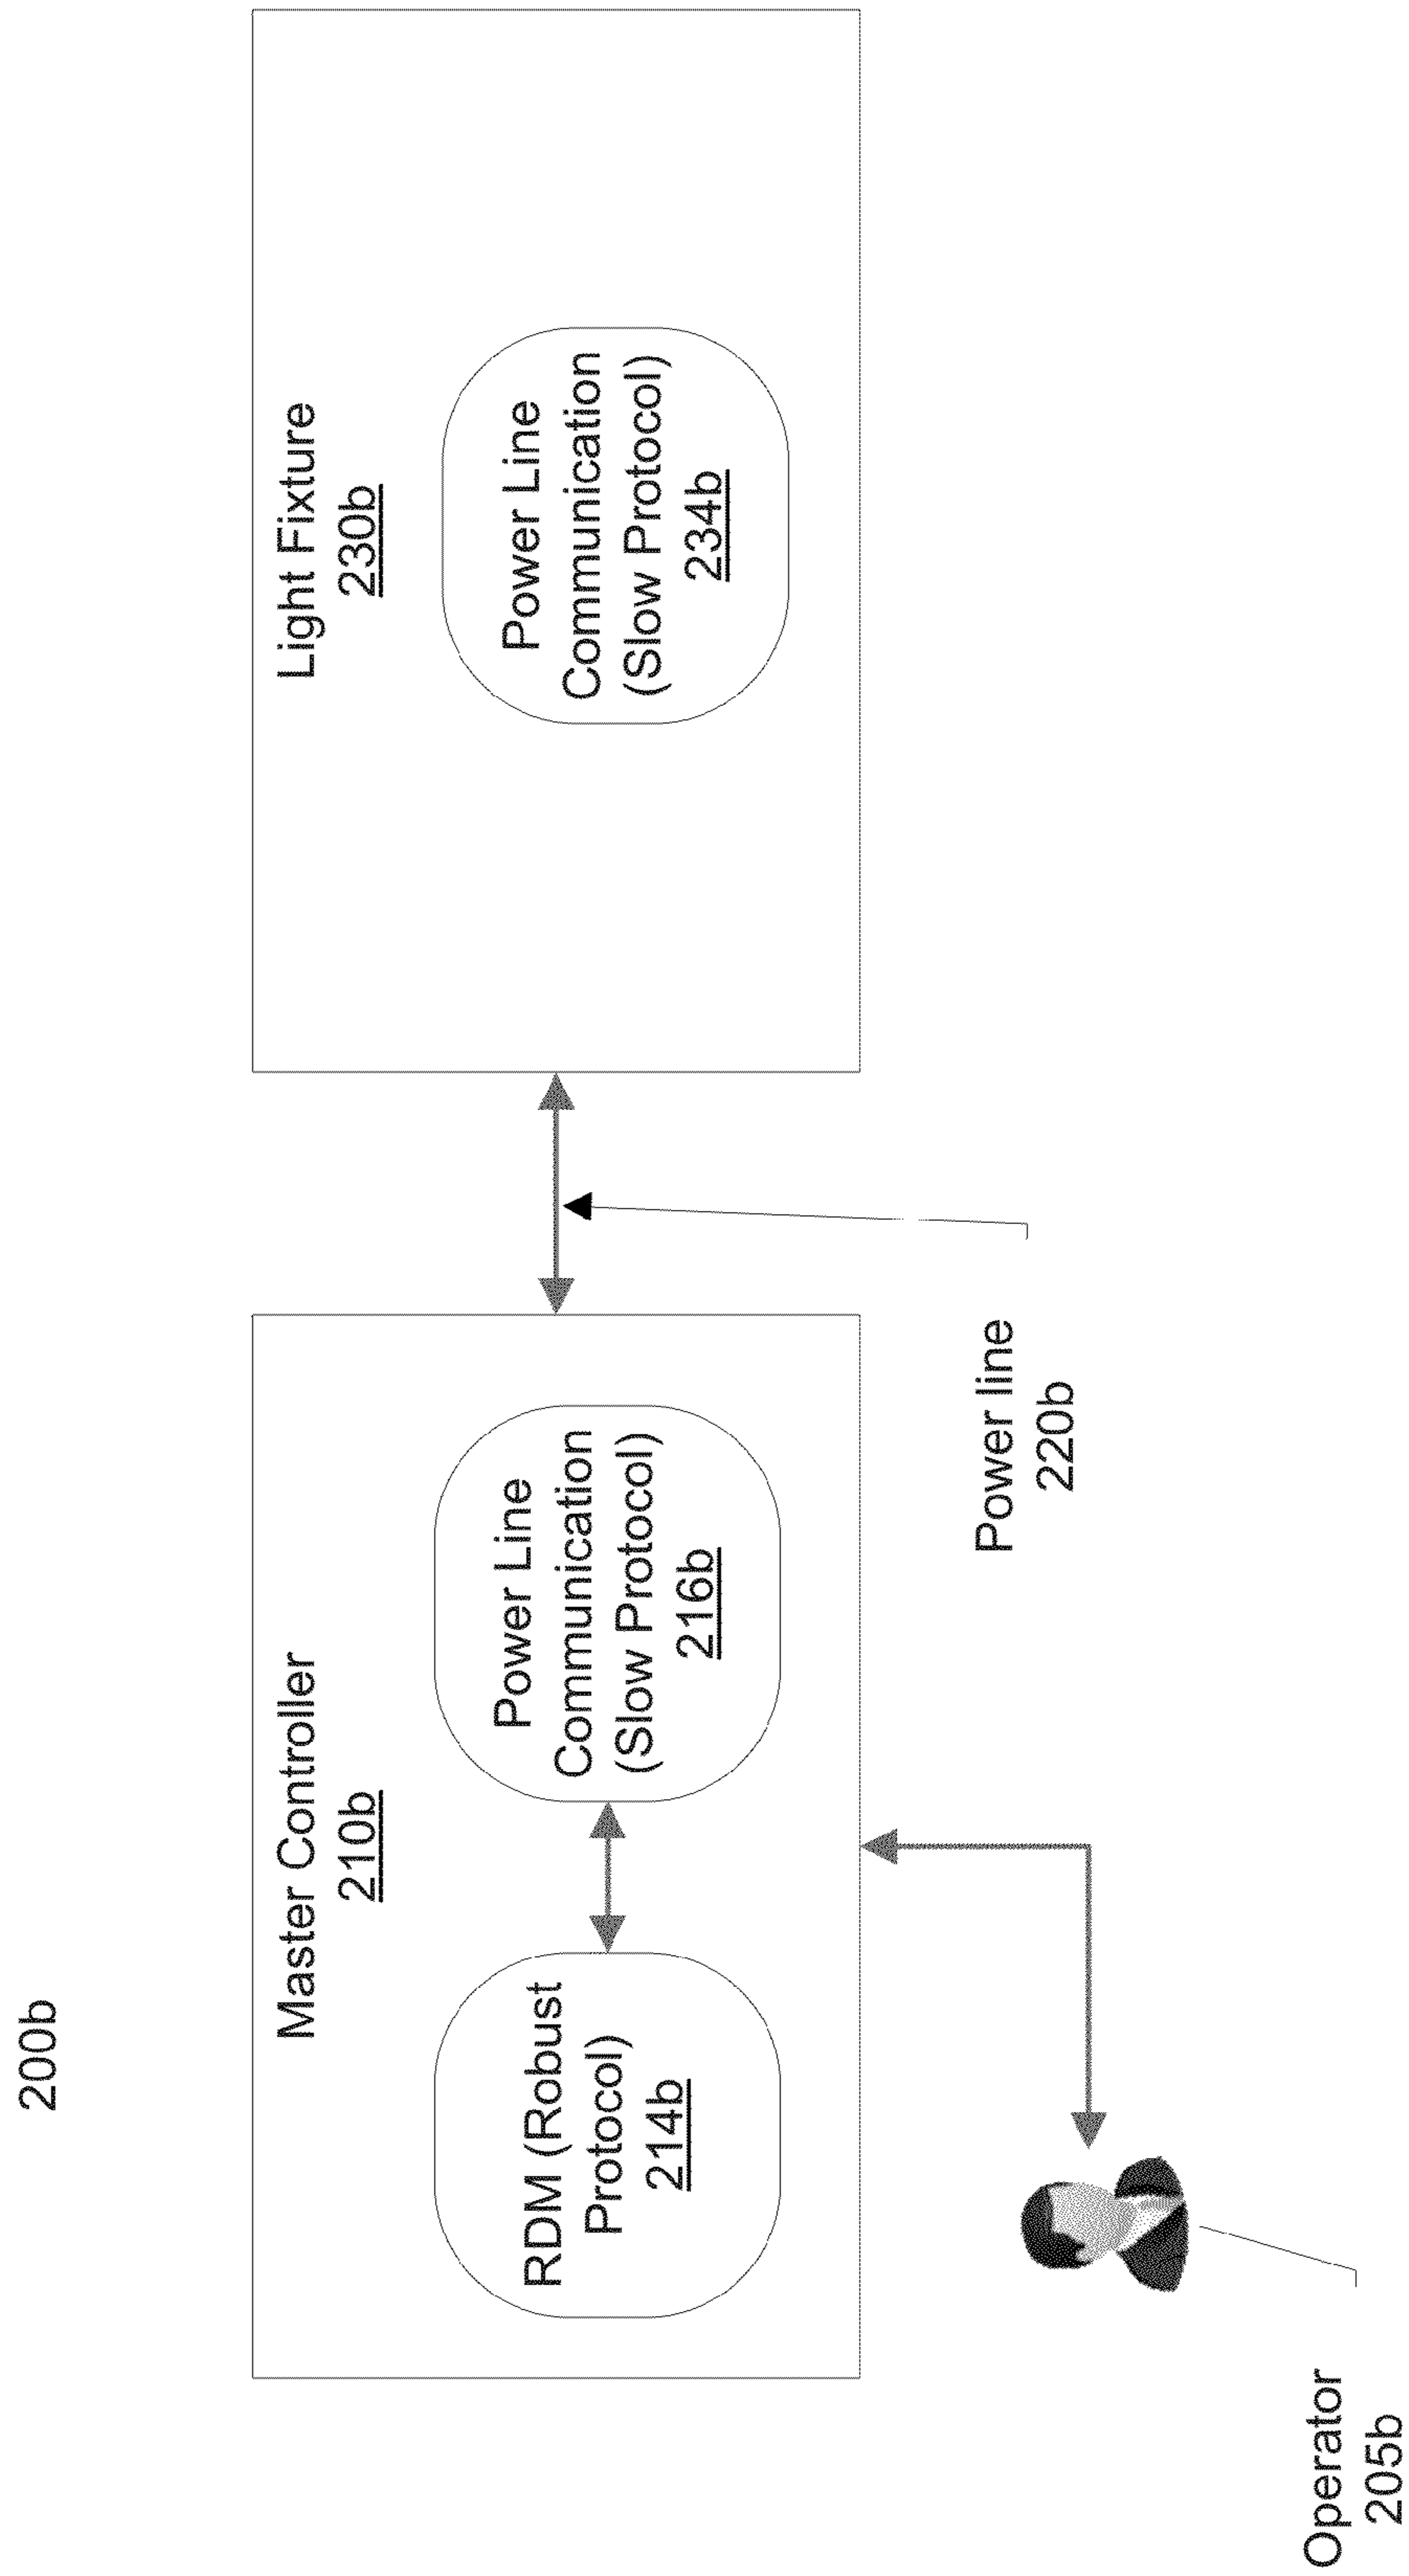 200b
Master Controller
210b
RDM (Robust
Protocol)
214b
Power Line
Communication
(Slow Protocol)
216b
Light Fixture
230b
Power Line
Communication
(Slow Protocol)
234b
Power line
220b
Operator
205b